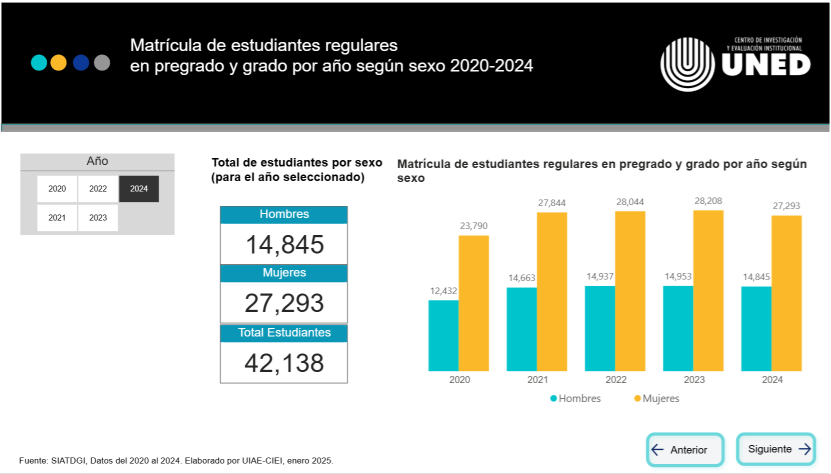 Matrícula de estudiantes regulares
en pregrado y grado por año según sexo 2020-2024
CENTRO DE INVESTIGACIÓN
Y EVALUACIÓN INSTITUCIONAL
UNED
Año
2020 2022 2024
2021 2023
Total de estudiantes por sexo
(para el año seleccionado)
Hombres
14,845
Mujeres
27,293
Total Estudiantes
42,138
Matrícula de estudiantes regulares en pregrado y grado por año según
sexo
23,790 27,844 28,044 28,208 27,293
12,432 14,663 14,937 14,953 14,845
2020 2021 2022 2023 2024
Hombres Mujeres
Anterior Siguiente
Fuente: SIATDGI, Datos del 2020 al 2024. Elaborado por UIAE-CIEI, enero 2025.